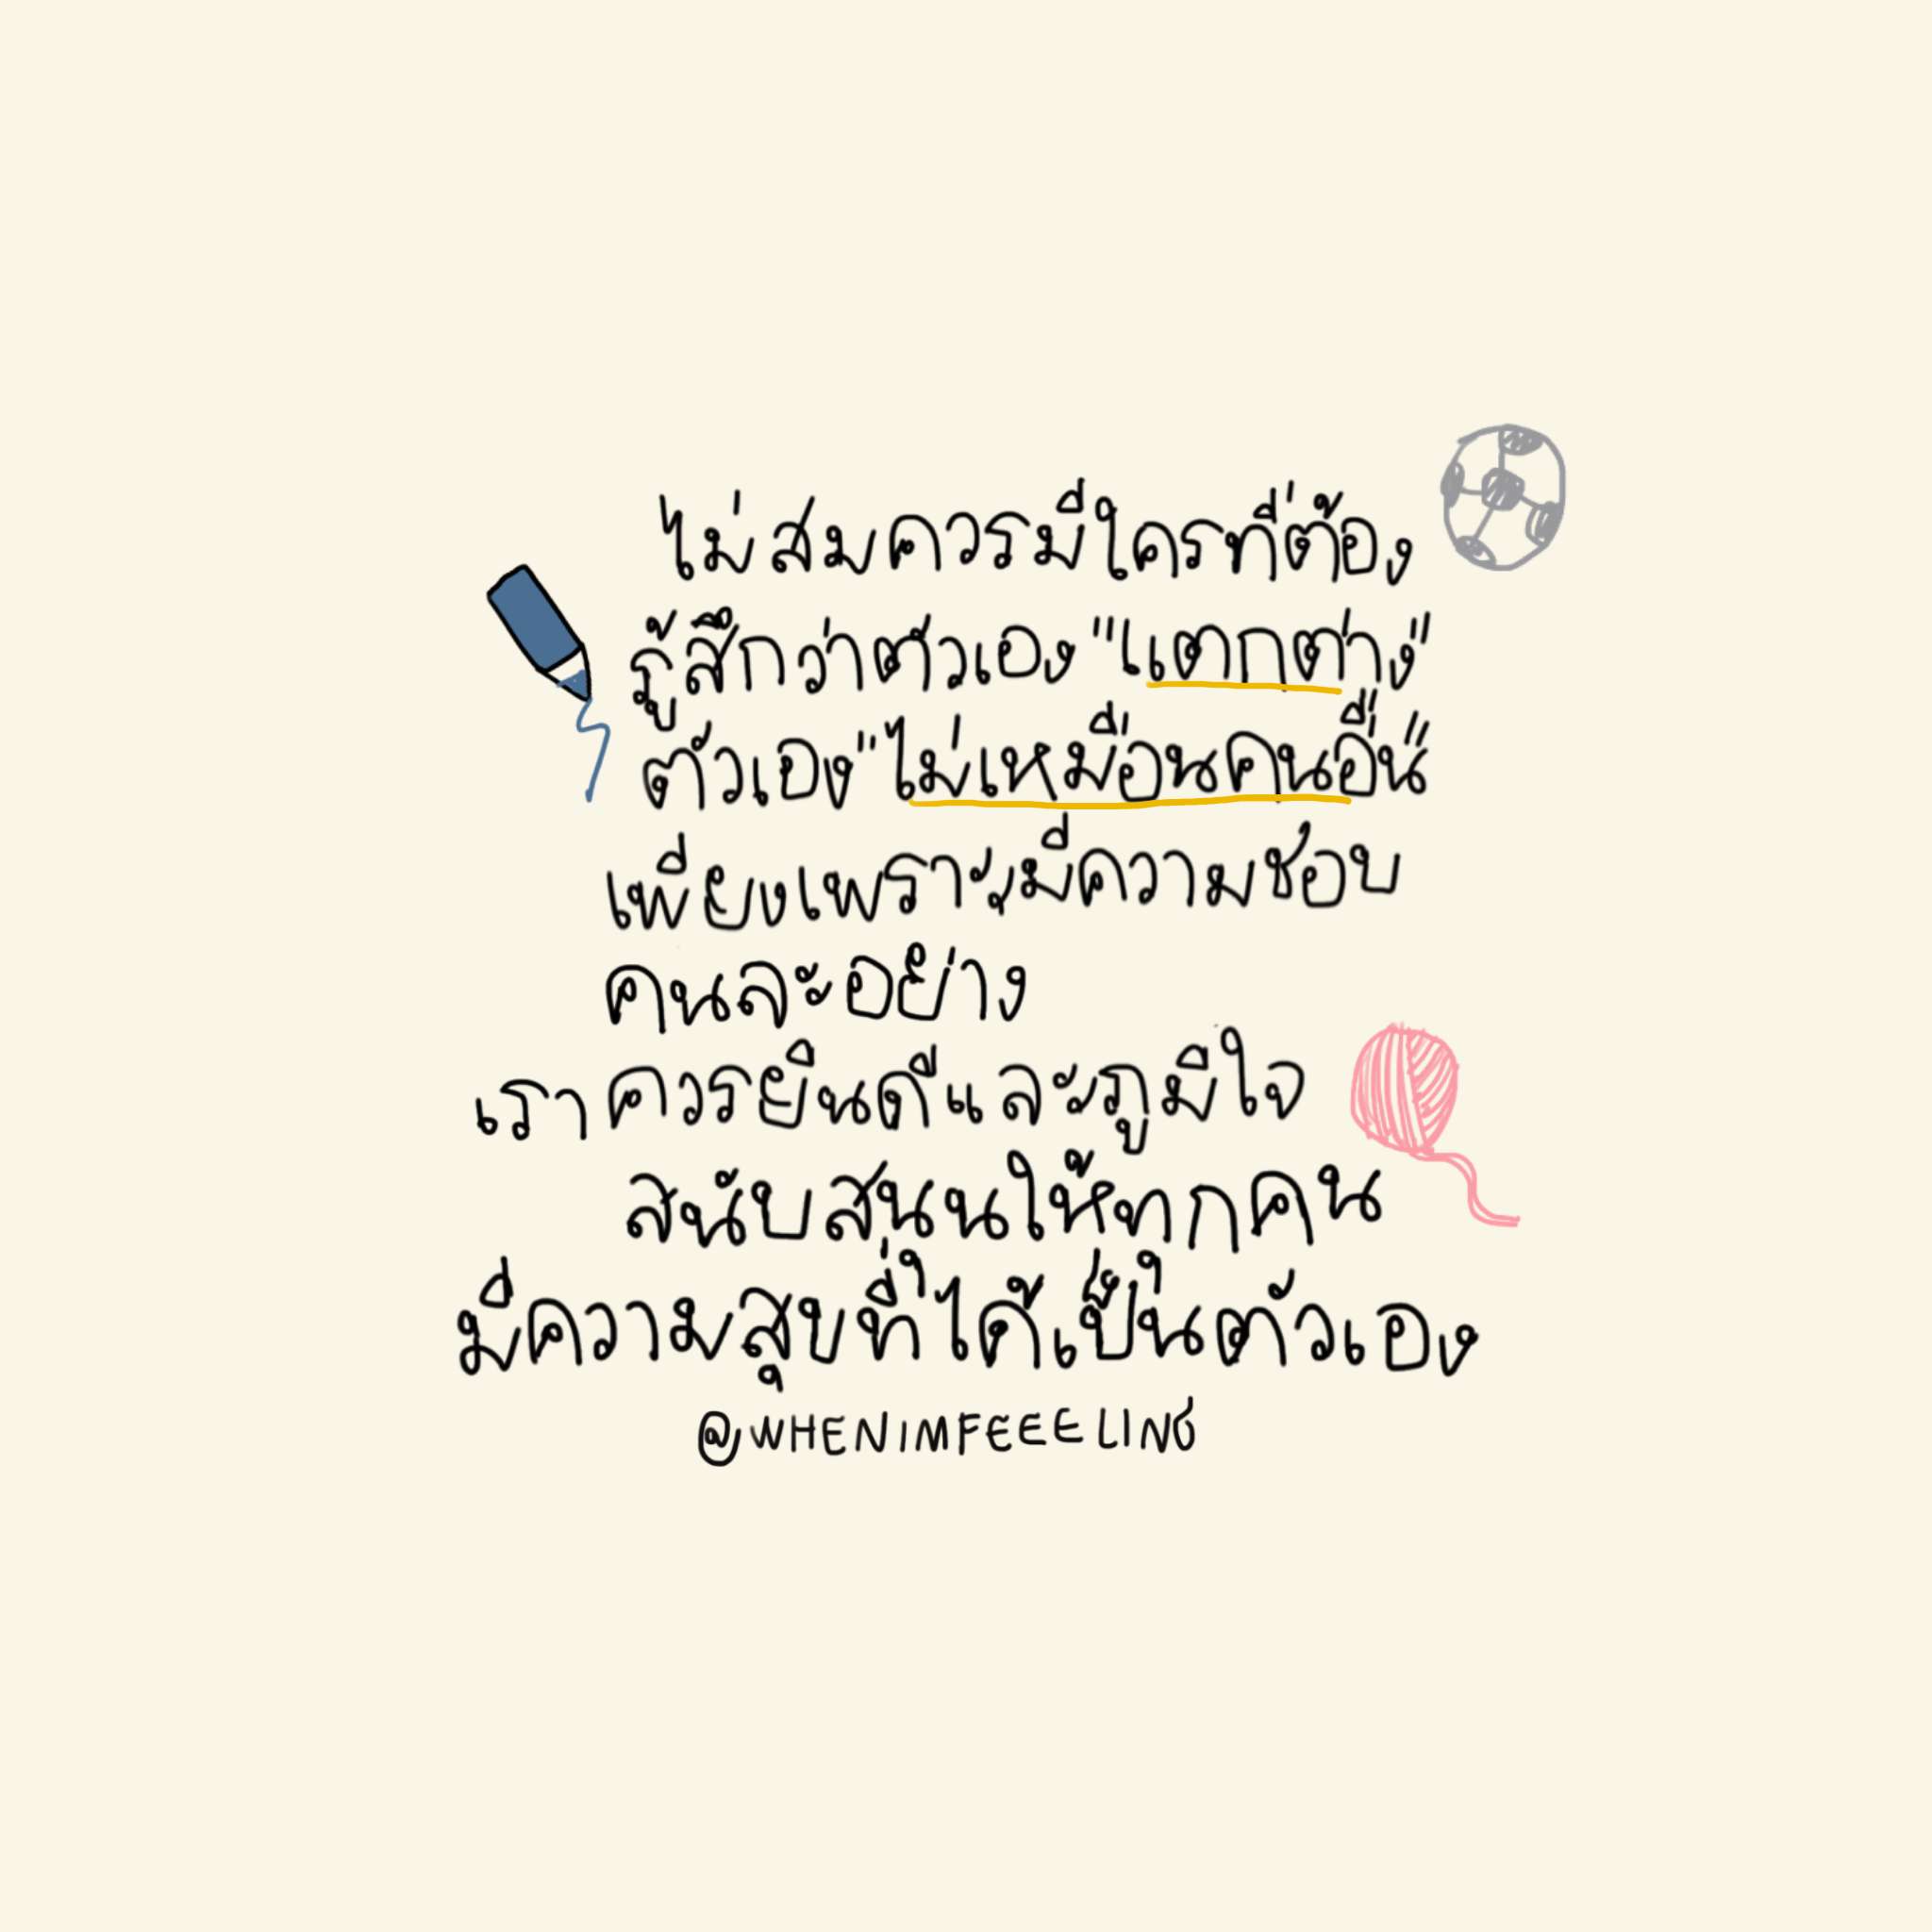 ไม่สมควรมีใครที่ต้อง
รู้สึกว่าตัวเอง "แตกต่าง"
ตัวเอง "ไม่เหมือนคนอื่น"
เพียงเพราะมีความชอบ
คนละอย่าง
เราควรยินดีและภูมิใจ
สนับสนุนให้ทุกคน
มีความสุขที่ได้เป็นตัวเอง
@WHENIMFEEELING